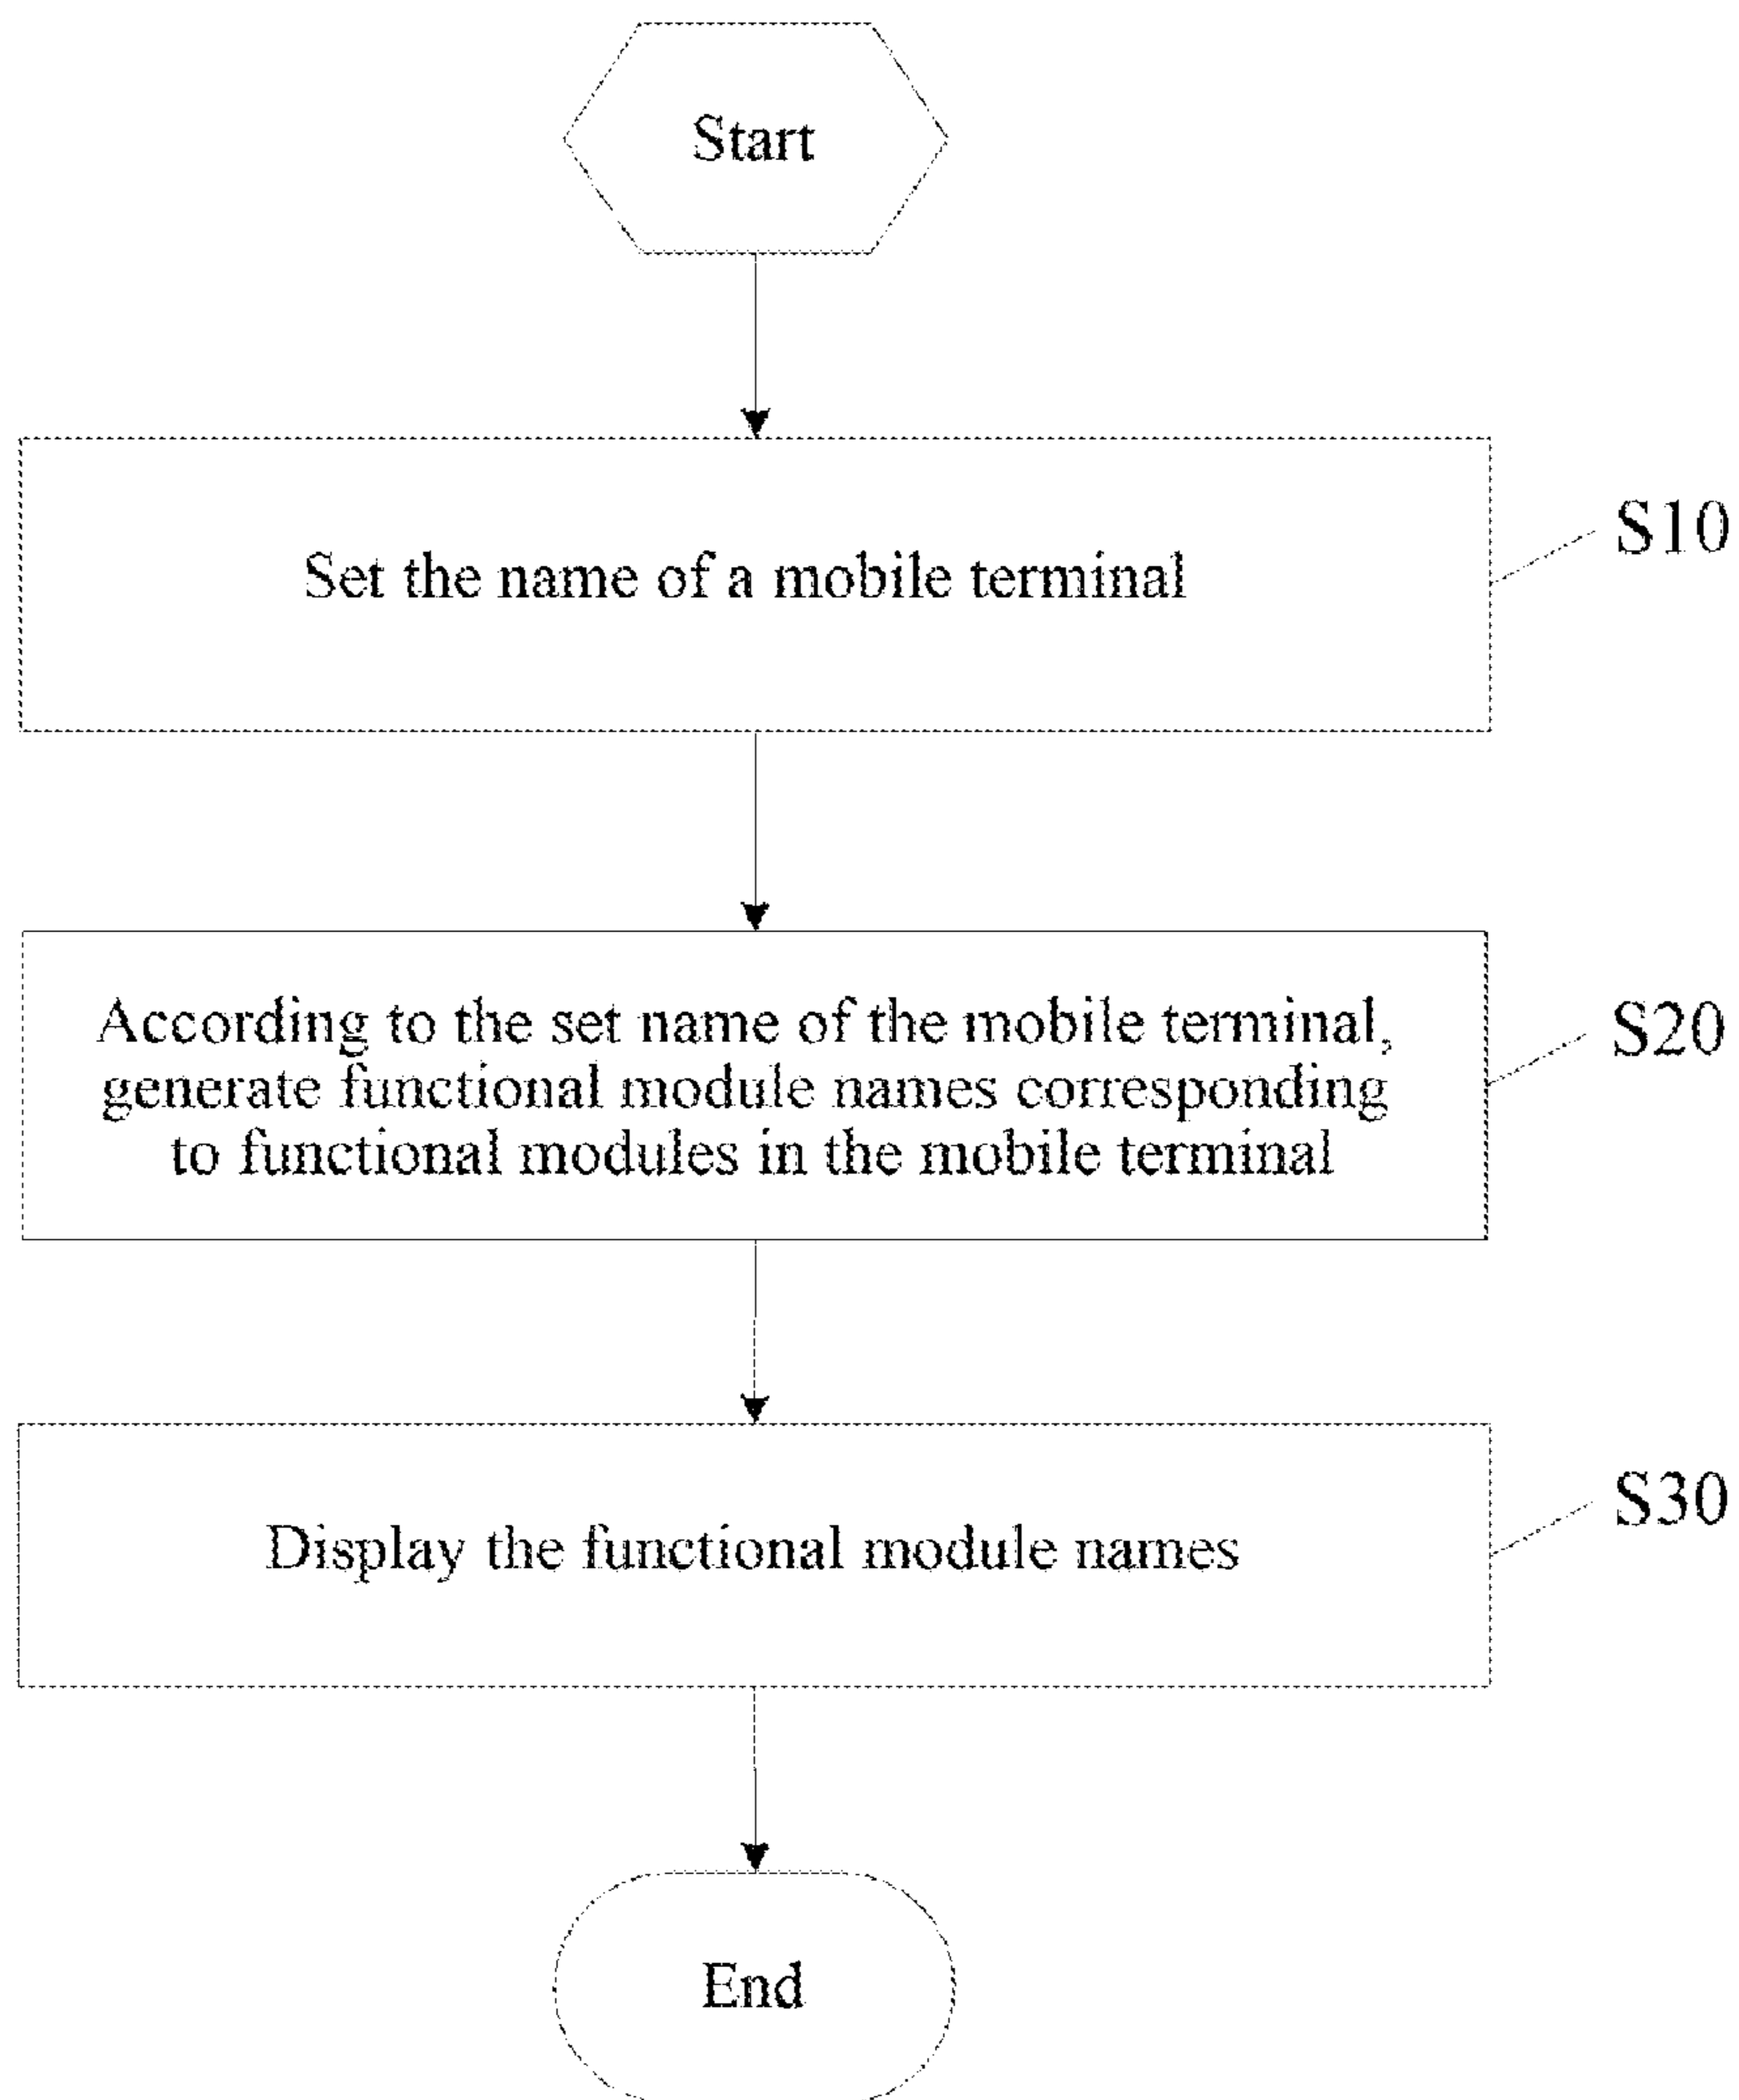 Start
Set the name of a mobile terminal
S10
According to the set name of the mobile terminal,
generate functional module names corresponding
to functional modules in the mobile terminal
S20
Display the functional module names
S30
End